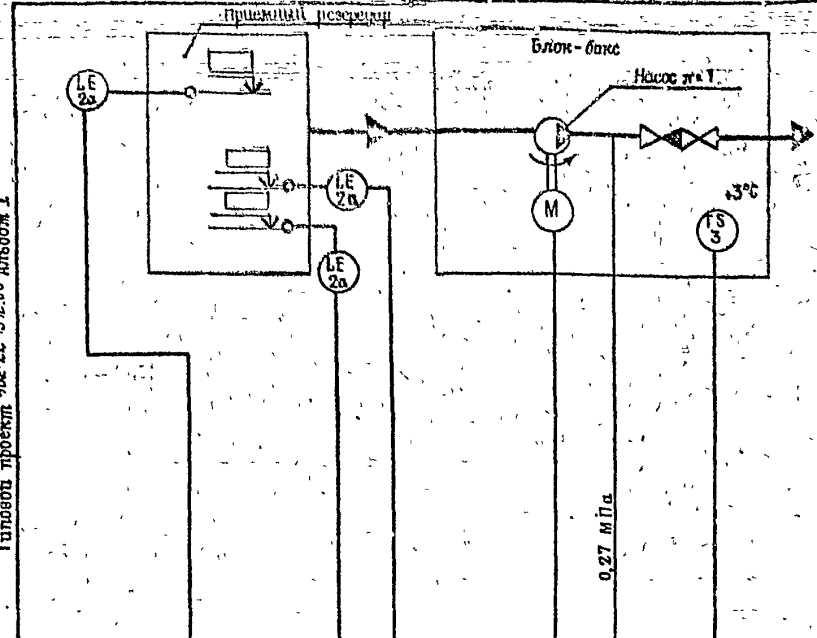 Приемный резервуар
Блок-бокс
Насос №1
LE
2а
LE
2а
LE
2а
M
+3°C
TS
3
0,27 мПа
Типовой проект
Альбом I